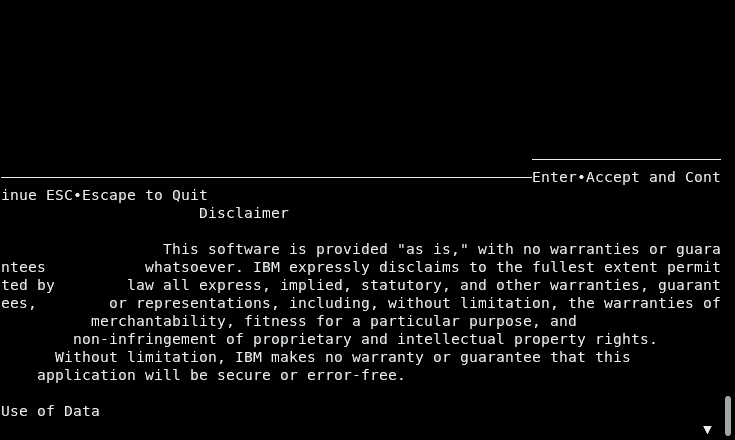 Enter•Accept and Cont
inue ESC•Escape to Quit
Disclaimer
This software is provided "as is," with no warranties or guara
ntees whatsoever. IBM expressly disclaims to the fullest extent permit
ted by law all express, implied, statutory, and other warranties, guarant
ees, or representations, including, without limitation, the warranties of
merchantability, fitness for a particular purpose, and
non-infringement of proprietary and intellectual property rights.
Without limitation, IBM makes no warranty or guarantee that this
application will be secure or error-free.
Use of Data